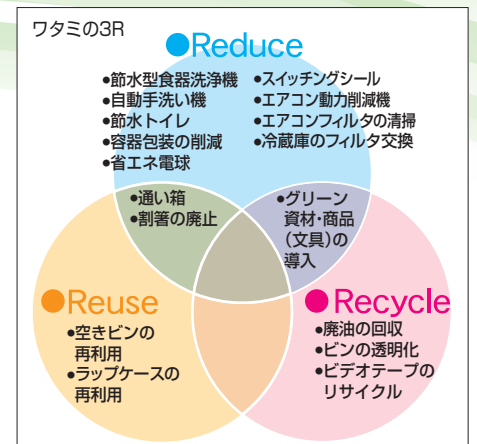 ワタミの3R
●Reduce
●節水型食器洗浄機
●自動手洗い機
●節水トイレ
●容器包装の削減
●省エネ電球
●スイッチングシール
●エアコン動力削減機
●エアコンフィルタの清掃
●冷蔵庫のフィルタ交換
●通い箱
●割箸の廃止
●グリーン
資材・商品
（文具）の
導入
●Reuse
●空きビンの
再利用
●ラップケースの
再利用
●Recycle
●廃油の回収
●ビンの透明化
●ビデオテープの
リサイクル